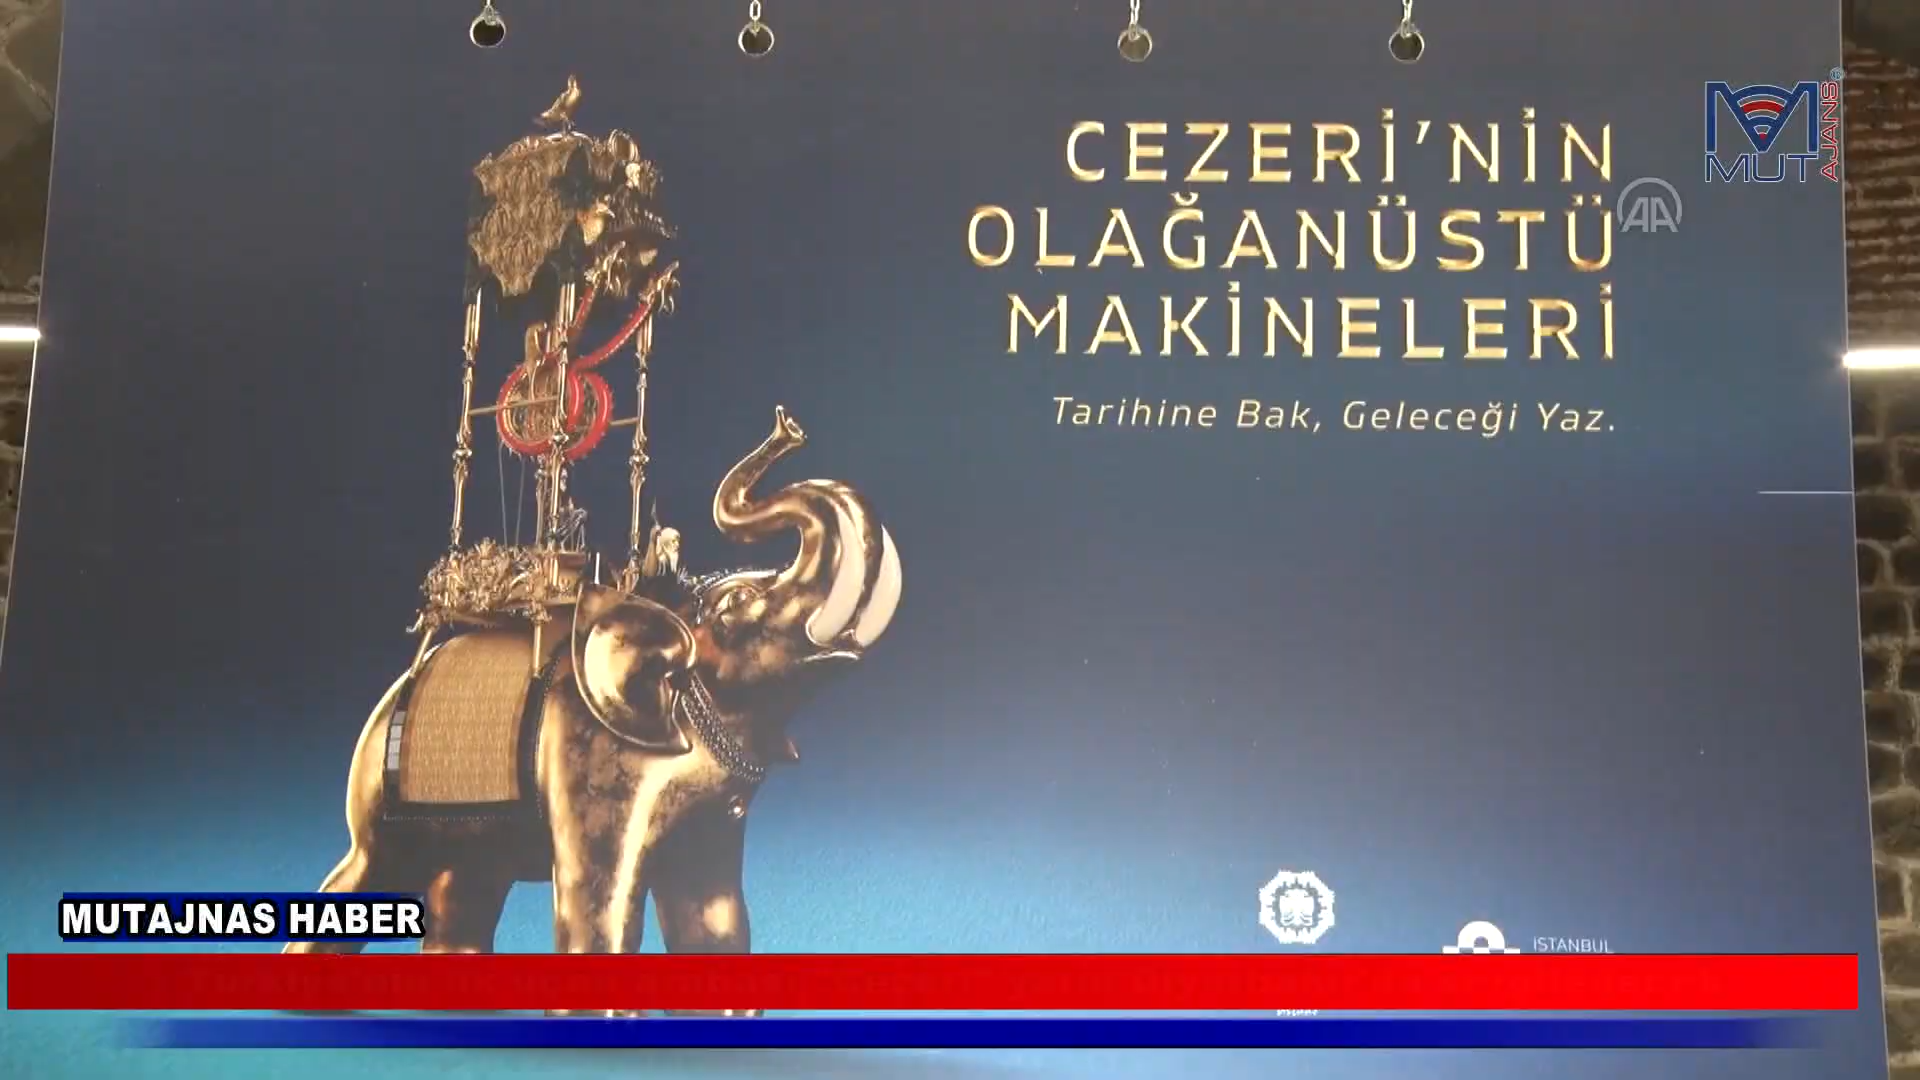 CEZERİ'NİN
OLAĞANÜSTÜ
MAKİNELERİ
Tarihine Bak, Geleceği Yaz.
MUT
AJANS
AA
İSTANBUL
MUTAJNAS HABER